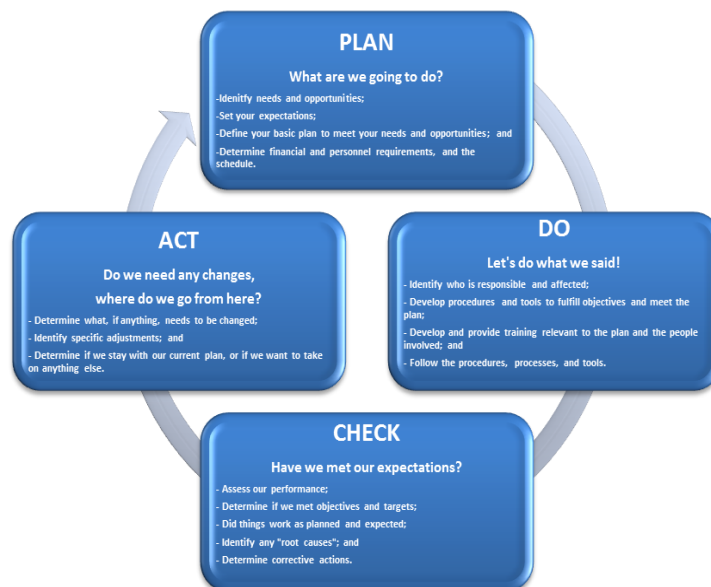 PLAN
What are we going to do?
-Identify needs and opportunities;
-Set your expectations;
-Define your basic plan to meet your needs and opportunities; and
-Determine financial and personnel requirements, and the
schedule.
ACT
Do we need any changes,
where do we go from here?
- Determine what, if anything, needs to be changed;
- Identify specific adjustments; and
- Determine if we stay with our current plan, or if we want to take
on anything else.
DO
Let's do what we said!
- Identify who is responsible and affected;
- Develop procedures and tools to fulfill objectives and meet the
plan;
- Develop and provide training relevant to the plan and the people
involved; and
- Follow the procedures, processes, and tools.
CHECK
Have we met our expectations?
- Assess our performance;
- Determine if we met objectives and targets;
- Did things work as planned and expected;
- Identify any "root causes"; and
- Determine corrective actions.